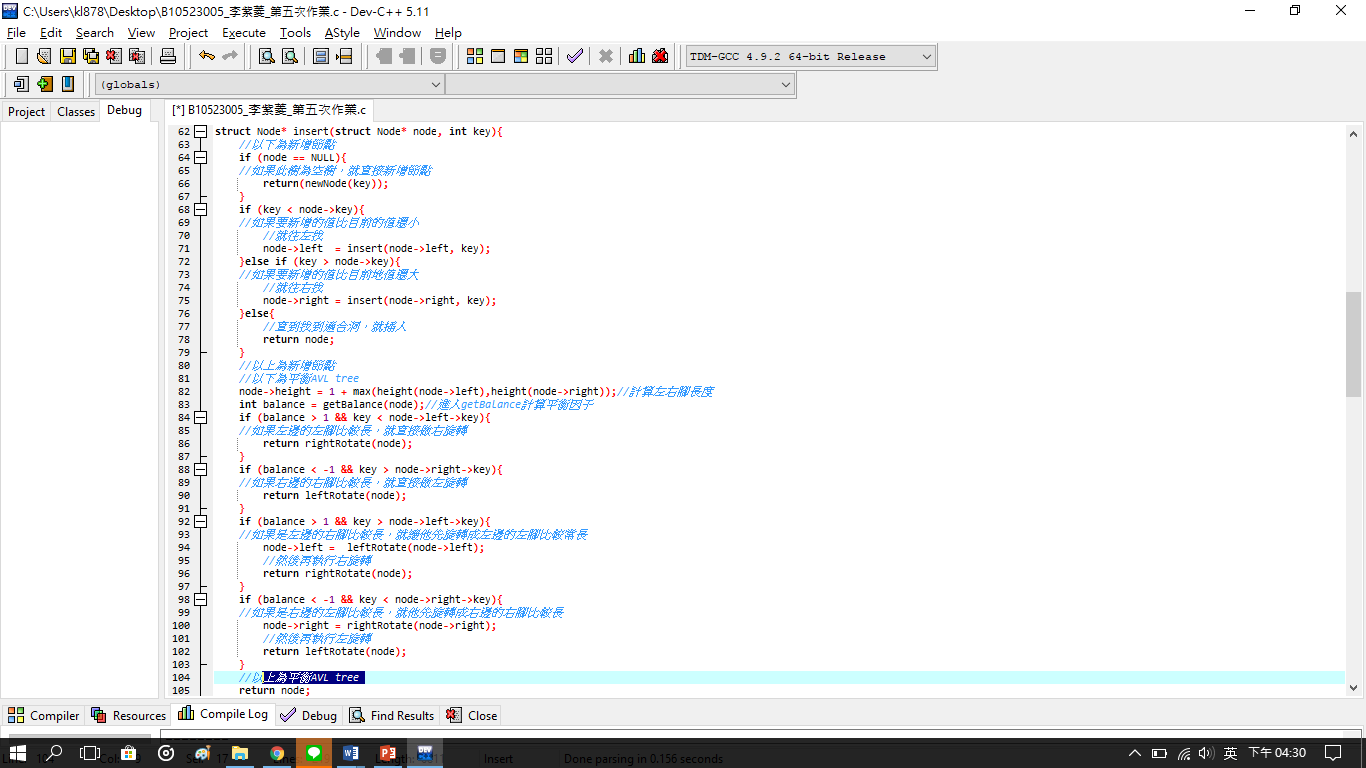 C:\Users\kl878\Desktop\B10523005_李紫菱_第五次作業.c - Dev-C++ 5.11
File Edit Search View Project Execute Tools AStyle Window Help
TDM-GCC 4.9.2 64-bit Release
(globals)
Project Classes Debug [*] B10523005_李紫菱_第五次作業.c
62 struct Node* insert(struct Node* node, int key){
63 //以下為新增節點
64 if (node == NULL){
65 //如果此樹為空樹，就直接新增節點
66 return(newNode(key));
67 }
68 if (key < node->key){
69 //如果要新增的值比目前的值還小
70 //就往左找
71 node->left  = insert(node->left, key);
72 }else if (key > node->key){
73 //如果要新增的值比目前地值還大
74 //就往右找
75 node->right = insert(node->right, key);
76 }else{
77 //直到找到適合洞，就插入
78 return node;
79 }
80 //以上為新增節點
81 //以下為平衡AVL tree
82 node->height = 1 + max(height(node->left),height(node->right));//計算左右腳長度
83 int balance = getBalance(node);//進入getBalance計算平衡因子
84 if (balance > 1 && key < node->left->key){
85 //如果左邊的左腳比較長，就直接做右旋轉
86 return rightRotate(node);
87 }
88 if (balance < -1 && key > node->right->key){
89 //如果右邊的右腳比較長，就直接做左旋轉
90 return leftRotate(node);
91 }
92 if (balance > 1 && key > node->left->key){
93 //如果是左邊的右腳比較長，就讓他先旋轉成左邊的左腳比較常長
94 node->left =  leftRotate(node->left);
95 //然後再執行右旋轉
96 return rightRotate(node);
97 }
98 if (balance < -1 && key < node->right->key){
99 //如果是右邊的左腳比較長，就他先旋轉成右邊的右腳比較長
100 node->right = rightRotate(node->right);
101 //然後再執行左旋轉
102 return leftRotate(node);
103 }
104 //以上為平衡AVL tree
105 return node;
Compiler Resources Compile Log Debug Find Results Close
Insert Done parsing in 0.156 seconds
英 下午 04:30